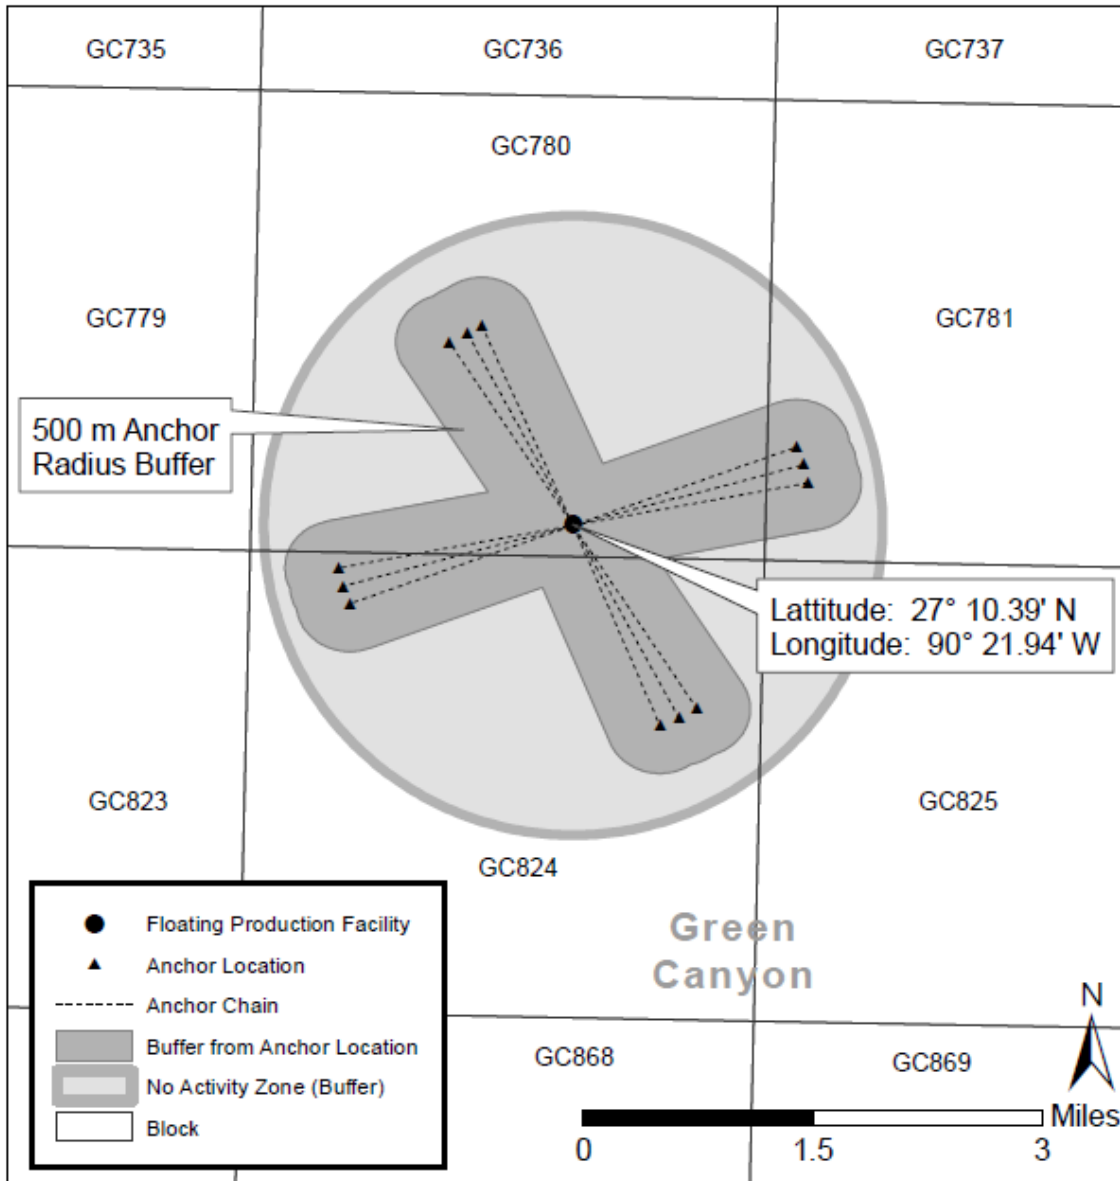 GC735
GC736
GC737
GC780
GC779
GC781
500 m Anchor
Radius Buffer
Lattitude: 27° 10.39' N
Longitude: 90° 21.94' W
GC823
GC825
GC824
Green
Canyon
Floating Production Facility
Anchor Location
Anchor Chain
Buffer from Anchor Location
No Activity Zone (Buffer)
Block
GC868
GC869
N
Miles
0 1.5 3